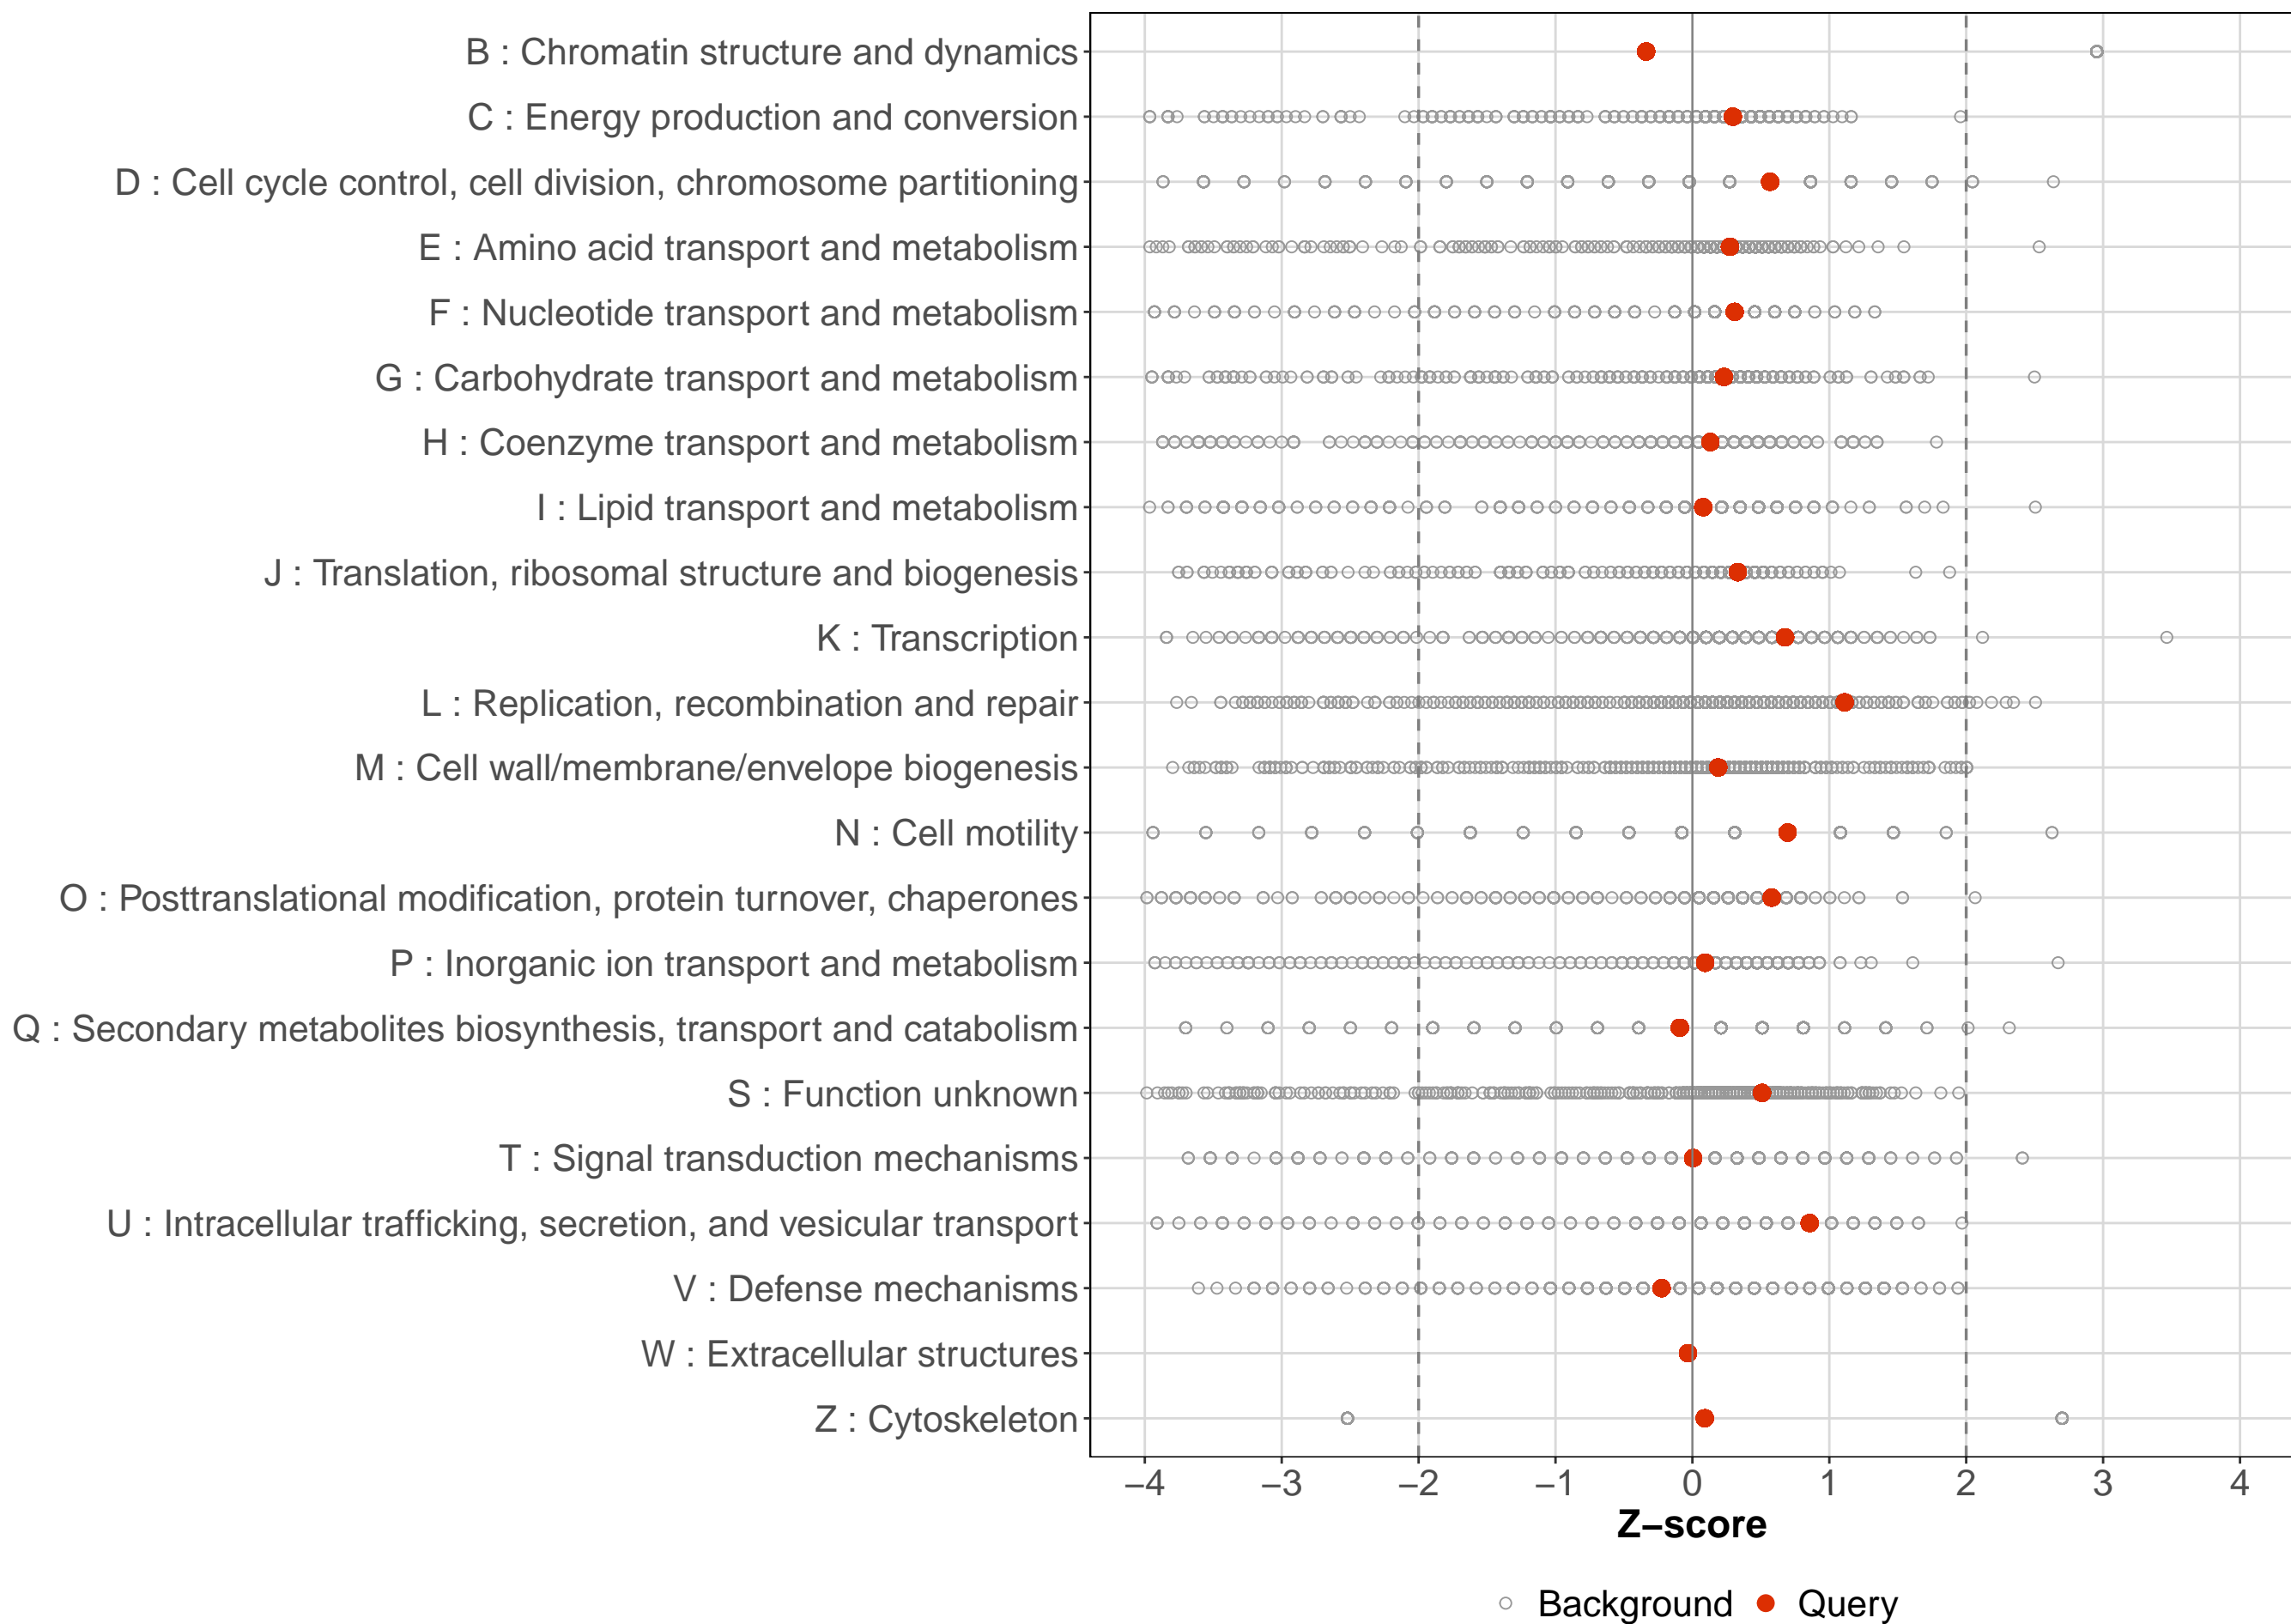 B : Chromatin structure and dynamics
C : Energy production and conversion
D : Cell cycle control, cell division, chromosome partitioning
E : Amino acid transport and metabolism
F : Nucleotide transport and metabolism
G : Carbohydrate transport and metabolism
H : Coenzyme transport and metabolism
I : Lipid transport and metabolism
J : Translation, ribosomal structure and biogenesis
K : Transcription
L : Replication, recombination and repair
M : Cell wall/membrane/envelope biogenesis
N : Cell motility
O : Posttranslational modification, protein turnover, chaperones
P : Inorganic ion transport and metabolism
Q : Secondary metabolites biosynthesis, transport and catabolism
S : Function unknown
T : Signal transduction mechanisms
U : Intracellular trafficking, secretion, and vesicular transport
V : Defense mechanisms
W : Extracellular structures
Z : Cytoskeleton
−4 −3 −2 −1 0 1 2 3 4
Z−score
Background Query